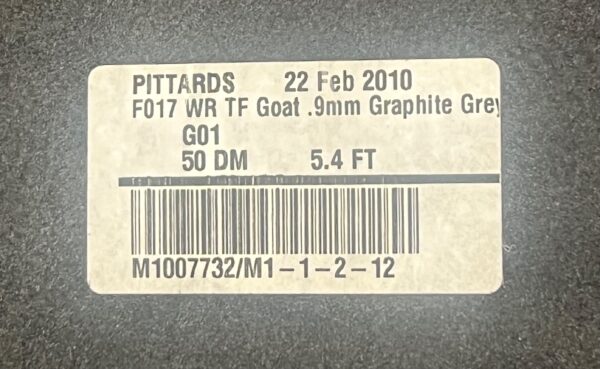 PITTARDS 22 Feb 2010
F017 WR TF Goat .9mm Graphite Grey
G01
50 DM 5.4 FT
M1007732/M1-1-2-12